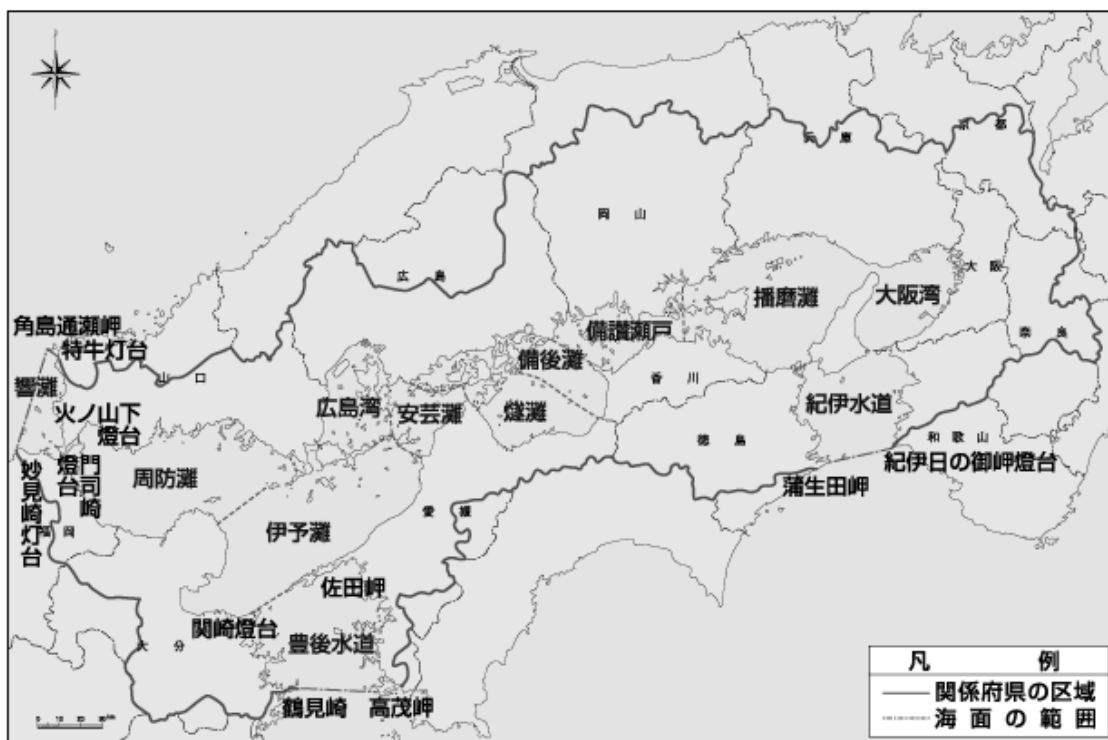 京都
兵庫
岡山
広島
大阪
播磨灘
大阪湾
角島通瀬岬
特牛灯台
備讃瀬戸
奈良
備後灘
山口
香川
響灘
広島湾
安芸灘
燧灘
紀伊水道
火ノ山下
燈台
徳島
和歌山
紀伊日の御岬燈台
門司崎
燈台
周防灘
妙見崎灯台
蒲生田岬
福岡
伊予灘
愛媛
佐田岬
関崎燈台
大分
豊後水道
鶴見崎
高茂岬
凡例
関係府県の区域
海面の範囲
0 10 20 30km